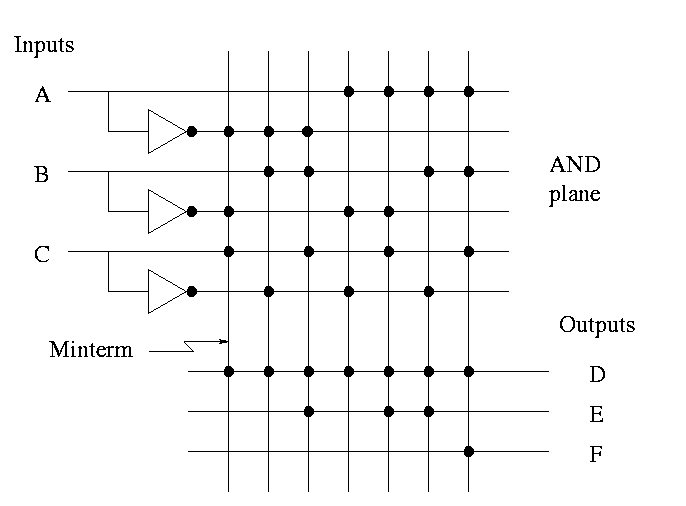 Inputs
A
B
AND
plane
C
Outputs
Minterm
D
E
F